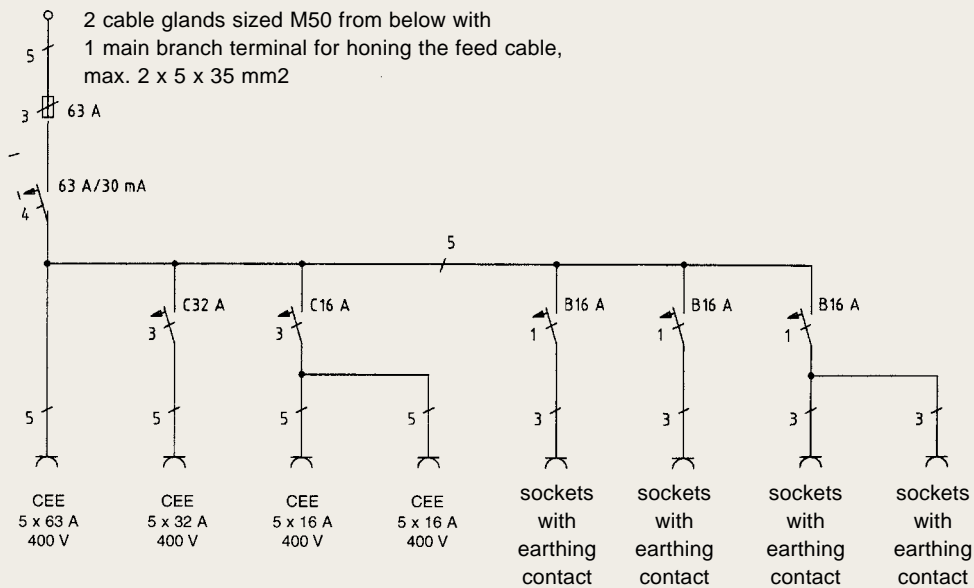 2 cable glands sized M50 from below with
1 main branch terminal for honing the feed cable,
max. 2 x 5 x 35 mm2
5
3 63 A
63 A/30 mA
4
5
C32 A
3
C16 A
3
B16 A
1
B16 A
1
B16 A
1
5 5 5 5 3 3 3 3
CEE
5 x 63 A
400 V
CEE
5 x 32 A
400 V
CEE
5 x 16 A
400 V
CEE
5 x 16 A
400 V
sockets
with
earthing
contact
sockets
with
earthing
contact
sockets
with
earthing
contact
sockets
with
earthing
contact